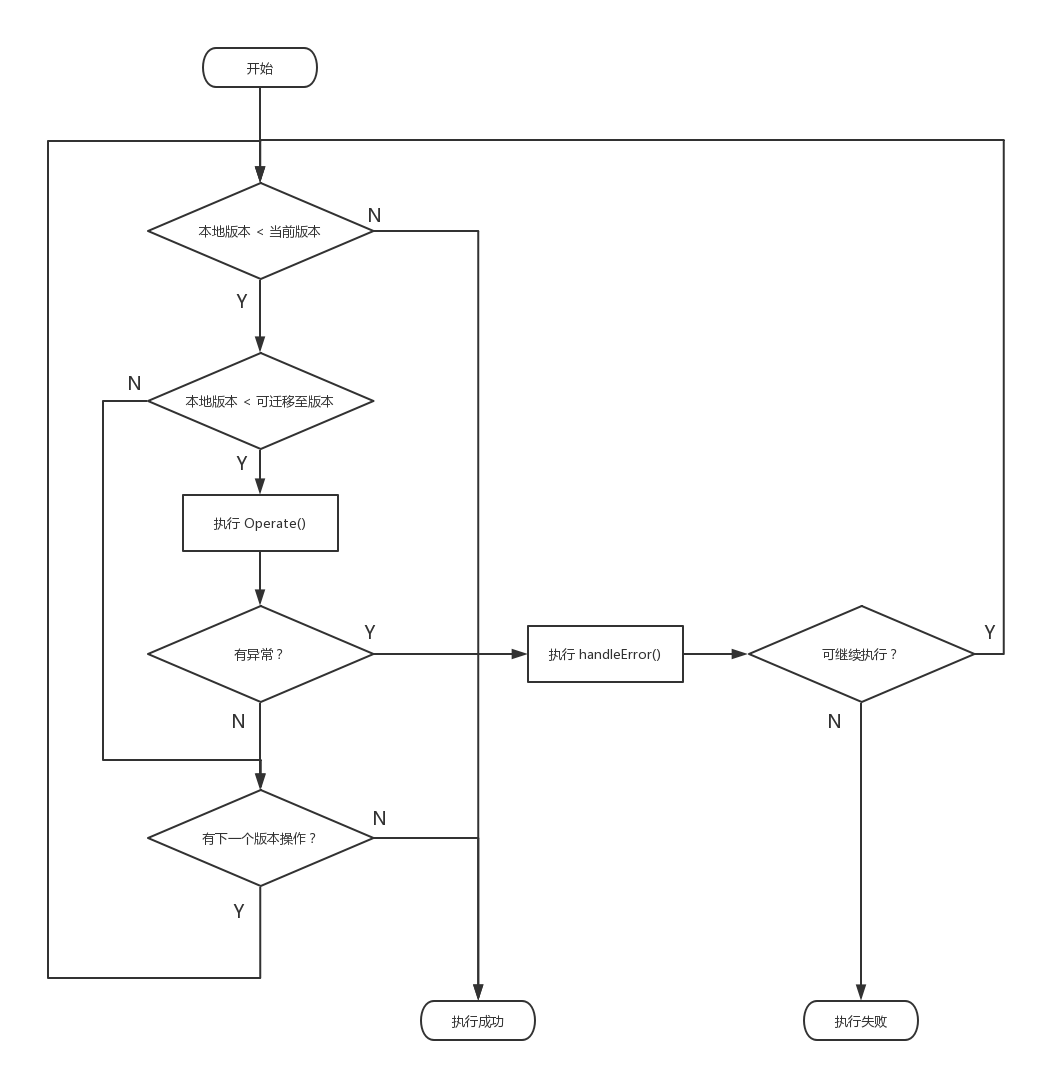 开始
本地版本 < 当前版本
N
Y
本地版本 < 可迁移至版本
N
Y
执行 Operate()
有异常？
Y
执行 handleError()
可继续执行？
Y
N
N
有下一个版本操作？
N
Y
执行成功
执行失败